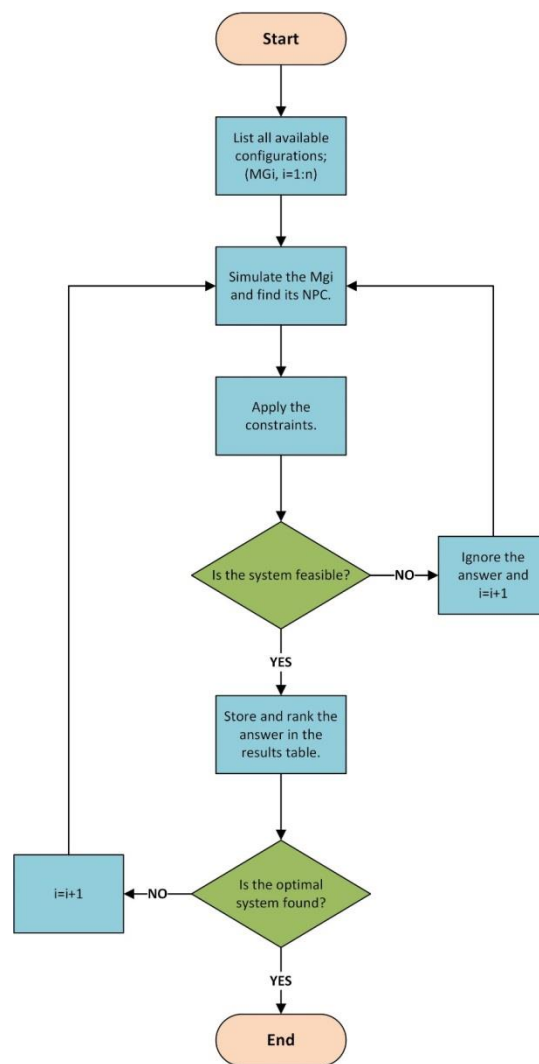 Start
List all available
configurations;
(MGi, i=1:n)
Simulate the Mgi
and find its NPC.
Apply the
constraints.
Is the system feasible?
NO
Ignore the
answer and
i=i+1
YES
Store and rank the
answer in the
results table.
Is the optimal
system found?
NO
i=i+1
YES
End